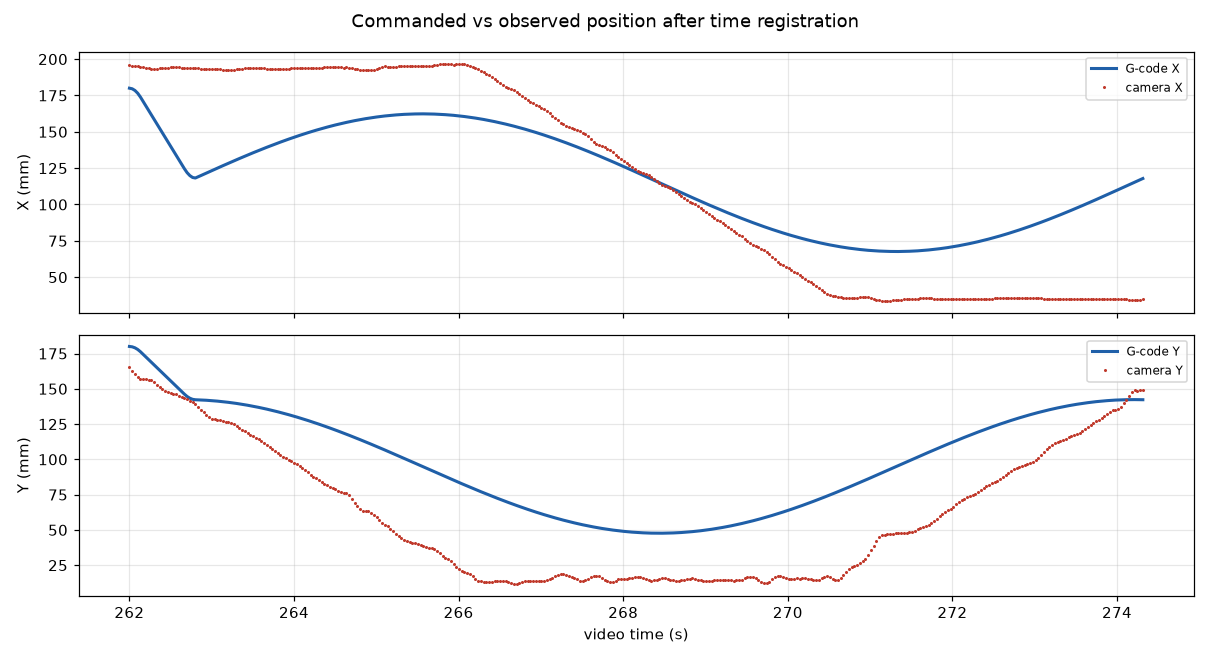 Commanded vs observed position after time registration
200
175
150
125
100
75
50
X (mm)
G-code X
camera X
175
150
125
100
75
50
25
Y (mm)
G-code Y
camera Y
262
264
266
268
270
272
274
video time (s)